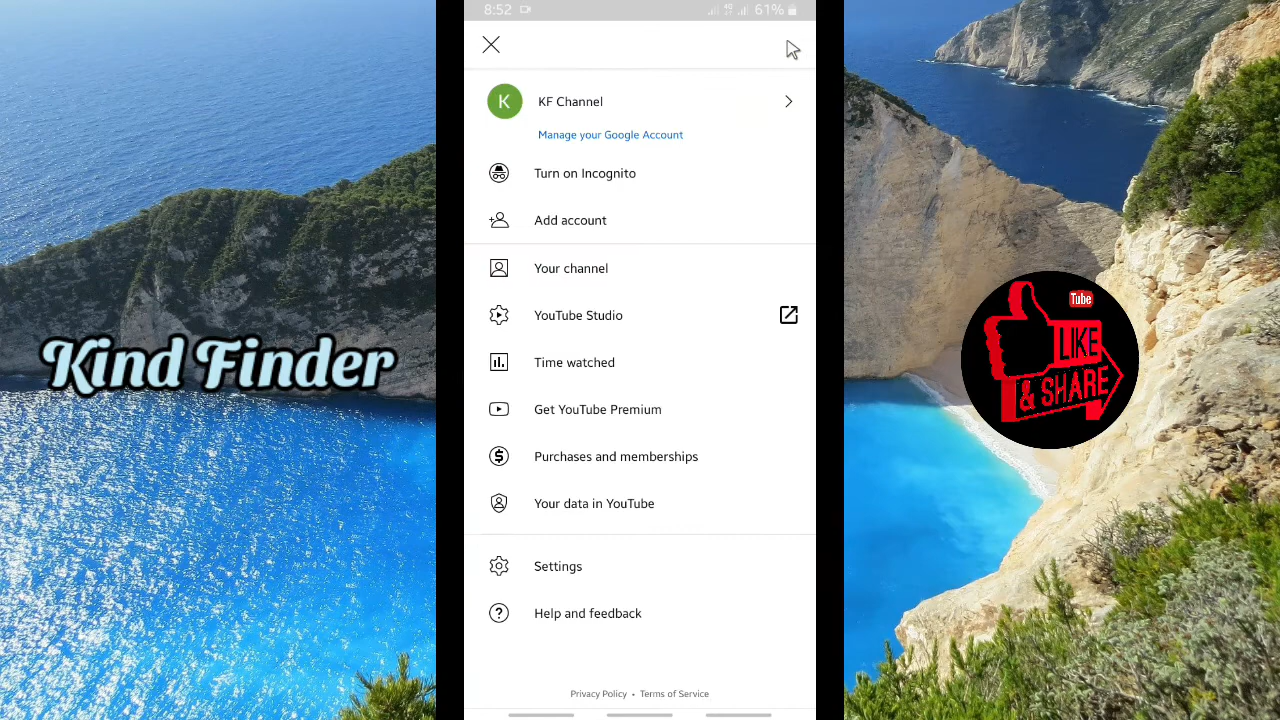 8:52
61%
K
KF Channel
Manage your Google Account
Turn on Incognito
Add account
Your channel
YouTube Studio
Time watched
Get YouTube Premium
Purchases and memberships
Your data in YouTube
Settings
Help and feedback
Privacy Policy • Terms of Service
Kind Finder
Tube
LIKE
& SHARE